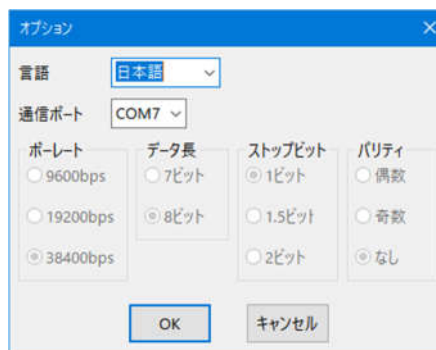 オプション
言語 日本語
通信ポート COM7
ボーレート データ長 ストップビット パリティ
9600bps 7ビット 1ビット 偶数
19200bps 8ビット 1.5ビット 奇数
38400bps 2ビット なし
OK キャンセル